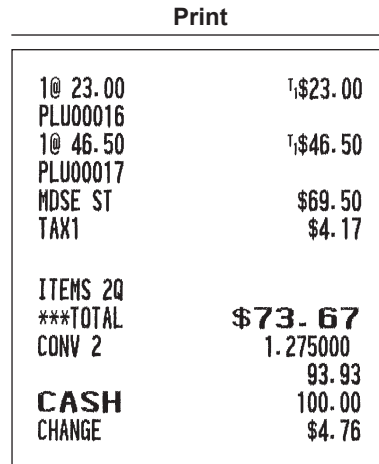 Print
1@ 23.00 T1$23.00
PLU00016
1@ 46.50 T1$46.50
PLU00017
MDSE ST $69.50
TAX1 $4.17
ITEMS 2Q
***TOTAL $73.67
CONV 2 1.275000
93.93
CASH 100.00
CHANGE $4.76